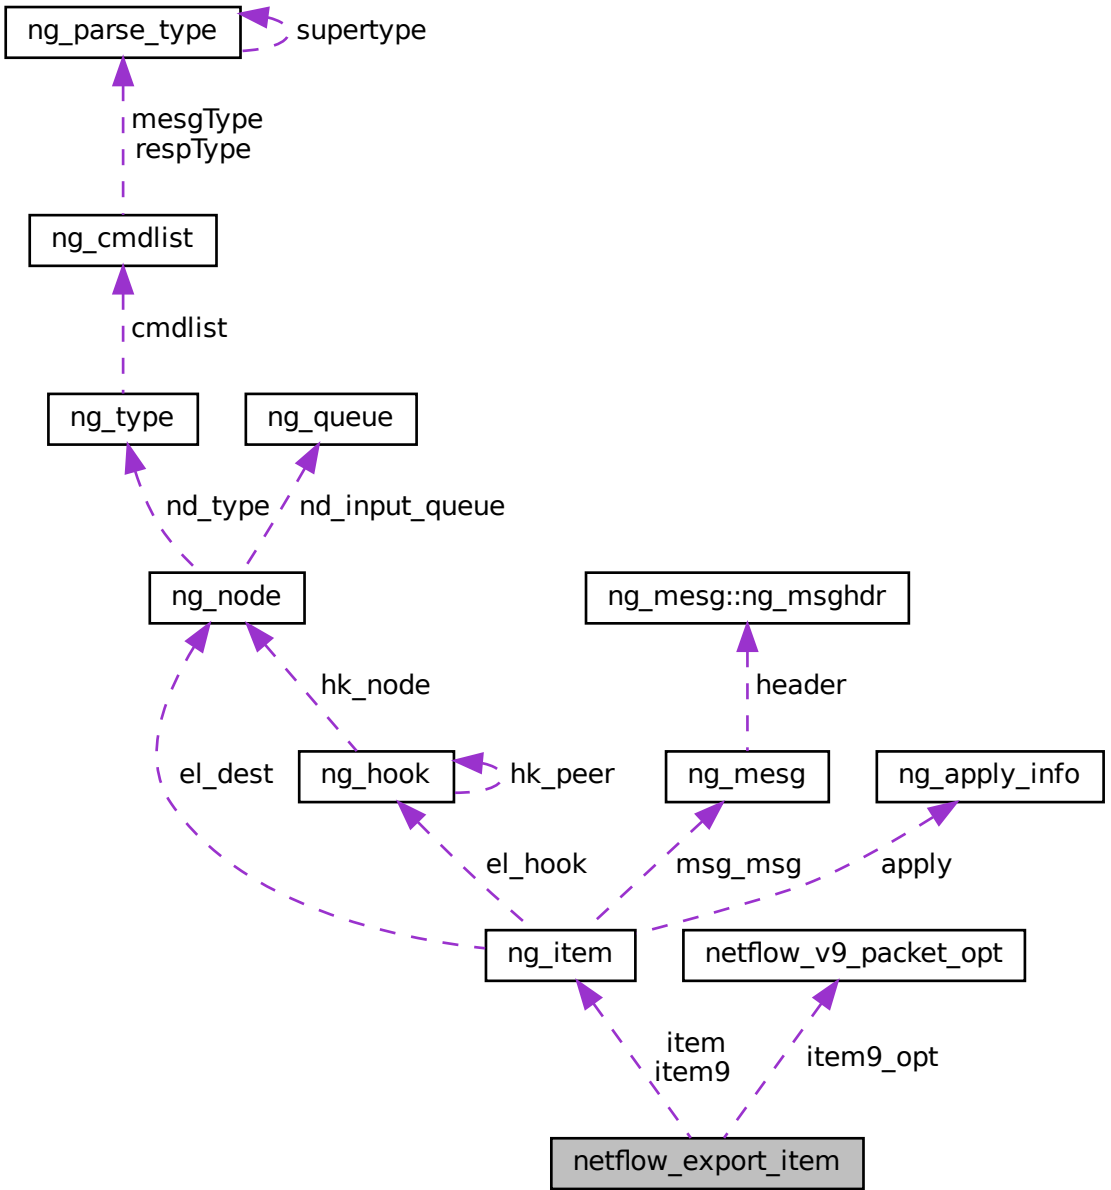 ng_parse_type
supertype
mesgType
respType
ng_cmdlist
cmdlist
ng_type
ng_queue
nd_type
nd_input_queue
ng_node
ng_mesg::ng_msghdr
hk_node
header
ng_hook
hk_peer
ng_mesg
ng_apply_info
el_dest
el_hook
msg_msg
apply
ng_item
netflow_v9_packet_opt
item
item9
item9_opt
netflow_export_item